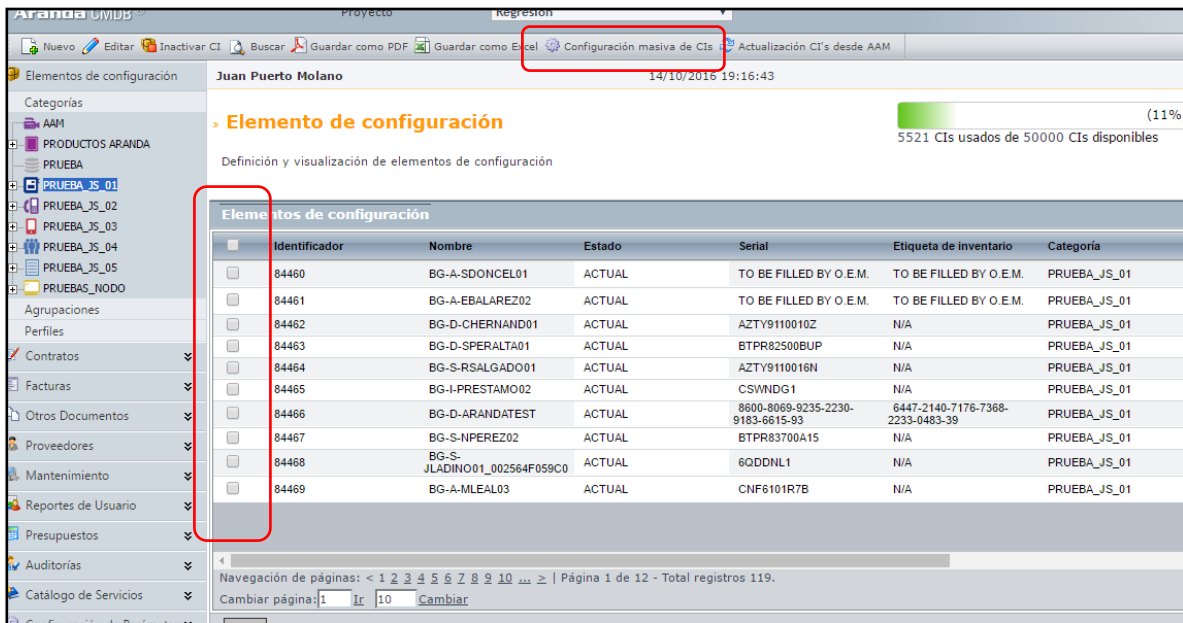 Aranda CMDB ®
Proyecto Regresión
Nuevo Editar Inactivar CI Buscar Guardar como PDF Guardar como Excel Configuración masiva de CIs Actualización CI's desde AAM
Elementos de configuración
Categorías
AAM
PRODUCTOS ARANDA
PRUEBA
PRUEBA_JS_01
PRUEBA_JS_02
PRUEBA_JS_03
PRUEBA_JS_04
PRUEBA_JS_05
PRUEBAS_NODO
Agrupaciones
Perfiles
Contratos
Facturas
Otros Documentos
Proveedores
Mantenimiento
Reportes de Usuario
Presupuestos
Auditorías
Catálogo de Servicios
Juan Puerto Molano 14/10/2016 19:16:43
» Elemento de configuración
(11%
5521 CIs usados de 50000 CIs disponibles
Definición y visualización de elementos de configuración
Elementos de configuración
Identificador Nombre Estado Serial Etiqueta de inventario Categoría
84460 BG-A-SDONCEL01 ACTUAL TO BE FILLED BY O.E.M. TO BE FILLED BY O.E.M. PRUEBA_JS_01
84461 BG-A-EBALAREZ02 ACTUAL TO BE FILLED BY O.E.M. TO BE FILLED BY O.E.M. PRUEBA_JS_01
84462 BG-D-CHERNAND01 ACTUAL AZTY9110010Z N/A PRUEBA_JS_01
84463 BG-D-SPERALTA01 ACTUAL BTPR82500BUP N/A PRUEBA_JS_01
84464 BG-S-RSALGADO01 ACTUAL AZTY9110016N N/A PRUEBA_JS_01
84465 BG-I-PRESTAMO02 ACTUAL CSWNDG1 N/A PRUEBA_JS_01
84466 BG-D-ARANDATEST ACTUAL 8600-8069-9235-2230-9183-6615-93 6447-2140-7176-7368-2233-0483-39 PRUEBA_JS_01
84467 BG-S-NPEREZ02 ACTUAL BTPR83700A15 N/A PRUEBA_JS_01
84468 BG-S-JLADINO01_002564F059C0 ACTUAL 6QDDNL1 N/A PRUEBA_JS_01
84469 BG-A-MLEAL03 ACTUAL CNF6101R7B N/A PRUEBA_JS_01
Navegación de páginas: < 1 2 3 4 5 6 7 8 9 10 ... > | Página 1 de 12 - Total registros 119.
Cambiar página: 1 Ir 10 Cambiar